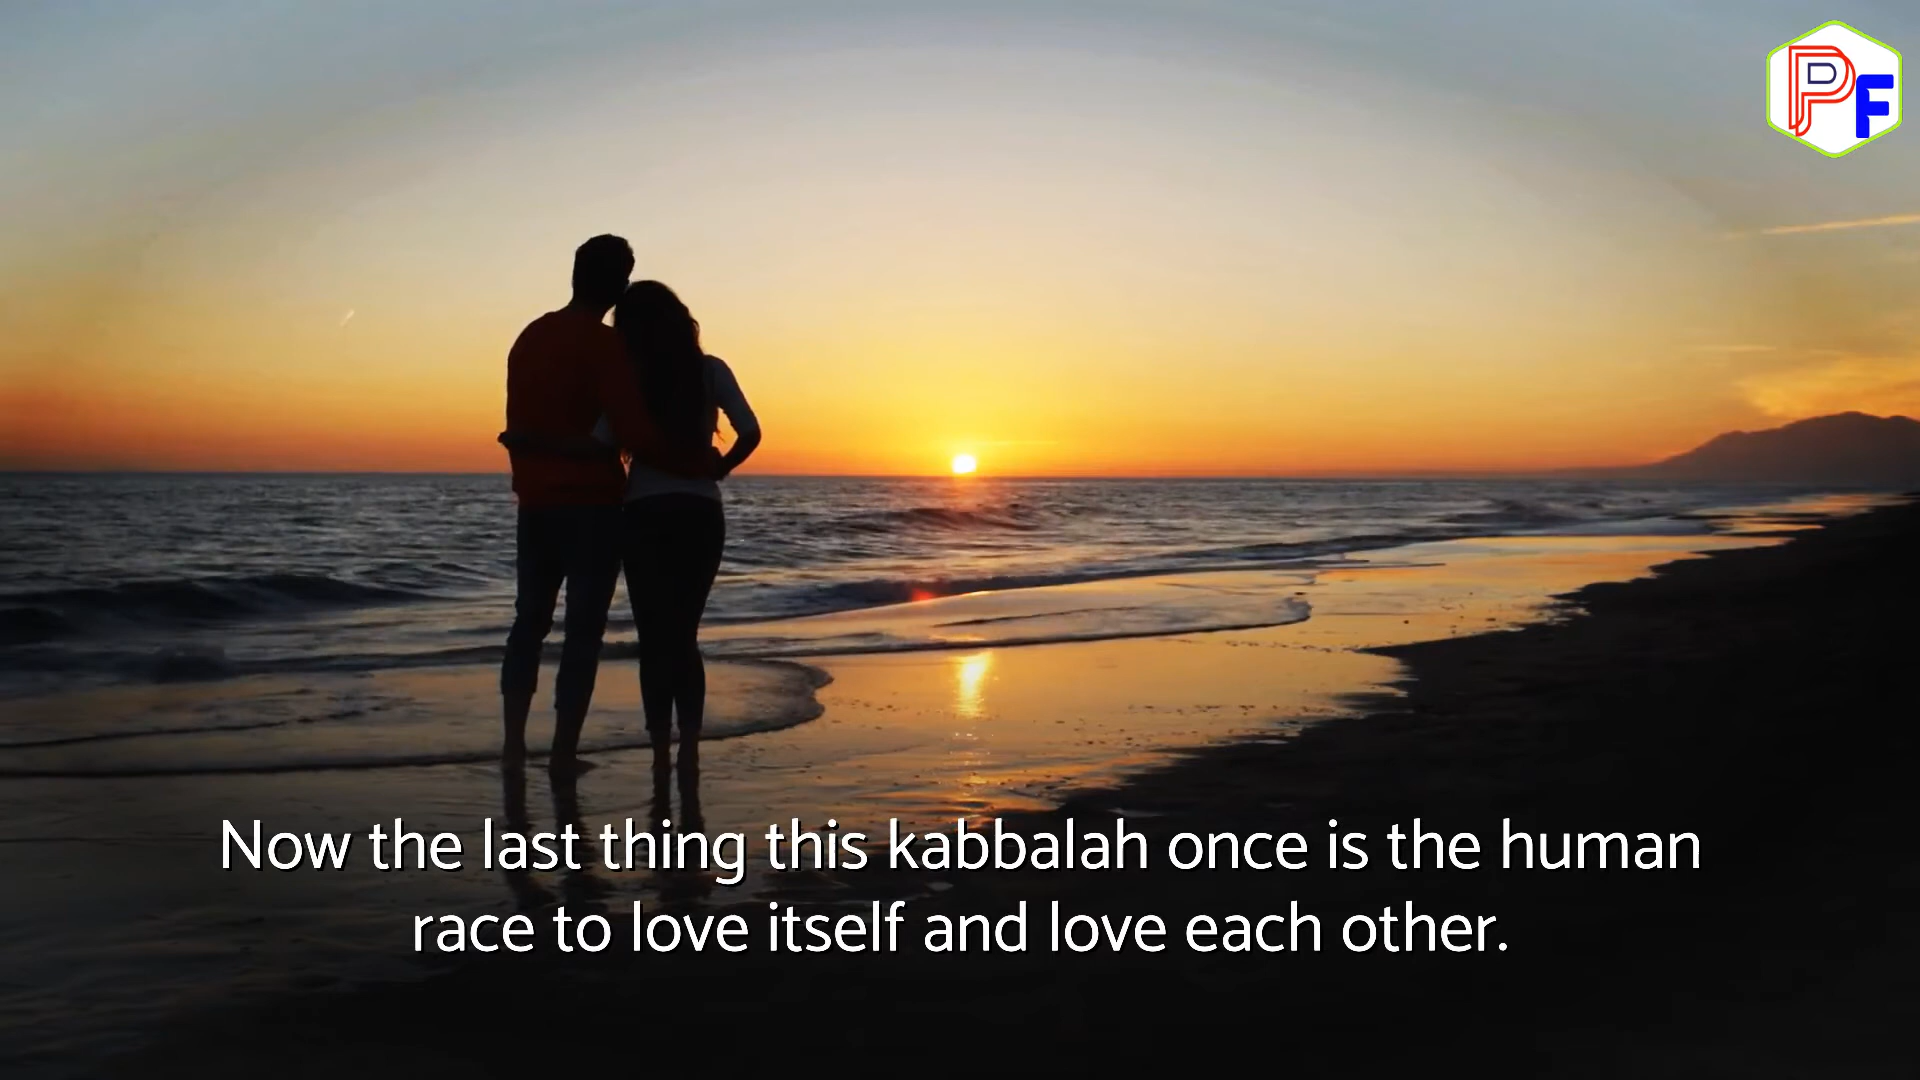 PF
Now the last thing this kabbalah once is the human
race to love itself and love each other.